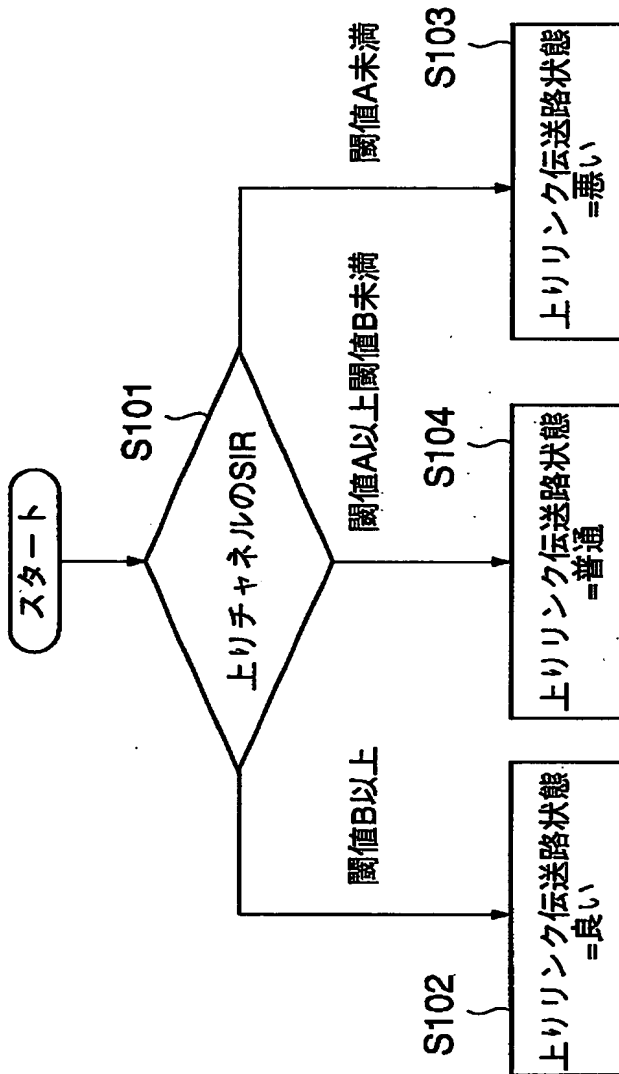 スタート
S101
上りチャネルのSIR
閾値B以上
閾値A以上閾値B未満
閾値A未満
S102
上りリンク伝送路状態
=良い
S104
上りリンク伝送路状態
=普通
S103
上りリンク伝送路状態
=悪い